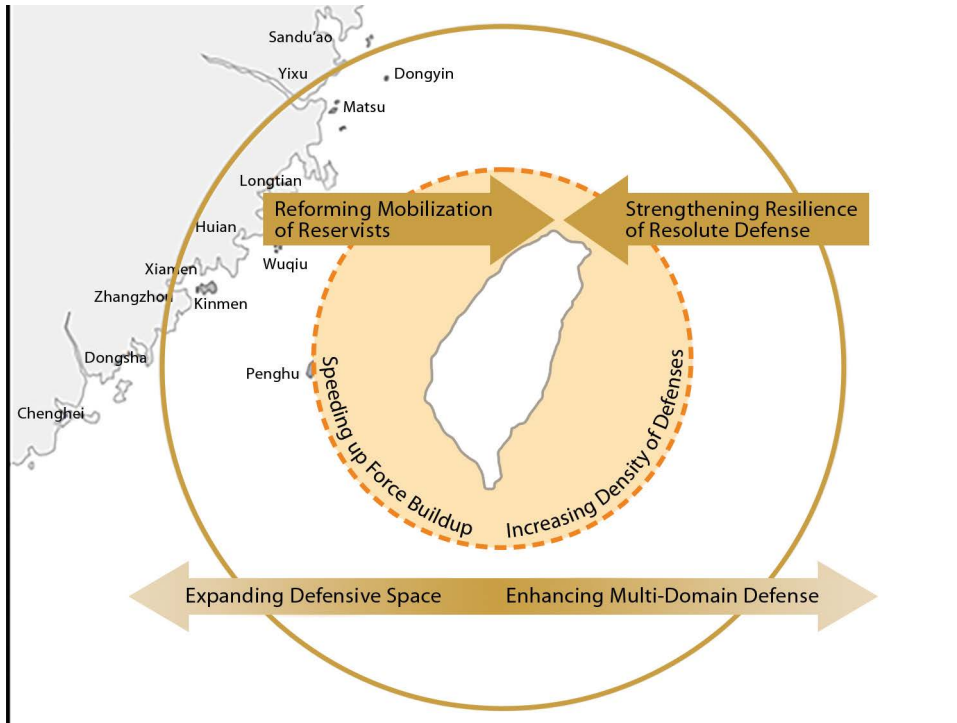 Sandu'ao
Yixu
Dongyin
Matsu
Longtian
Reforming Mobilization
of Reservists
Strengthening Resilience
of Resolute Defense
Huian
Wuqiu
Xiamen
Zhangzhou
Kinmen
Dongsha
Penghu
Chenghei
Speeding up Force Buildup
Increasing Density of Defenses
Expanding Defensive Space
Enhancing Multi-Domain Defense